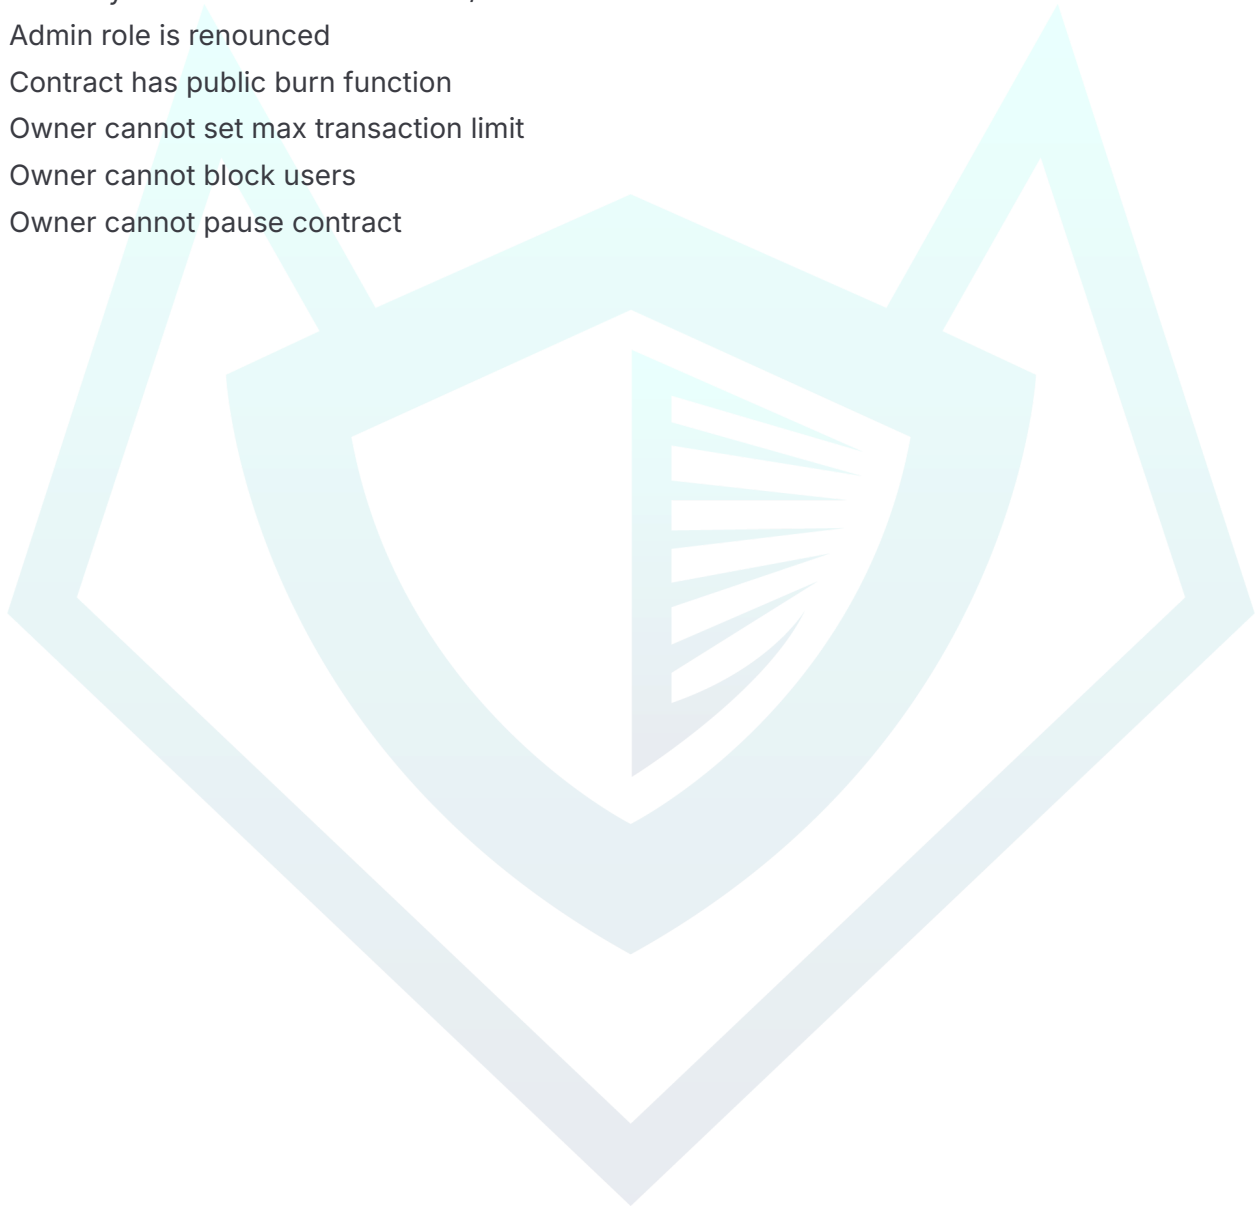 Admin role is renounced
Contract has public burn function
Owner cannot set max transaction limit
Owner cannot block users
Owner cannot pause contract